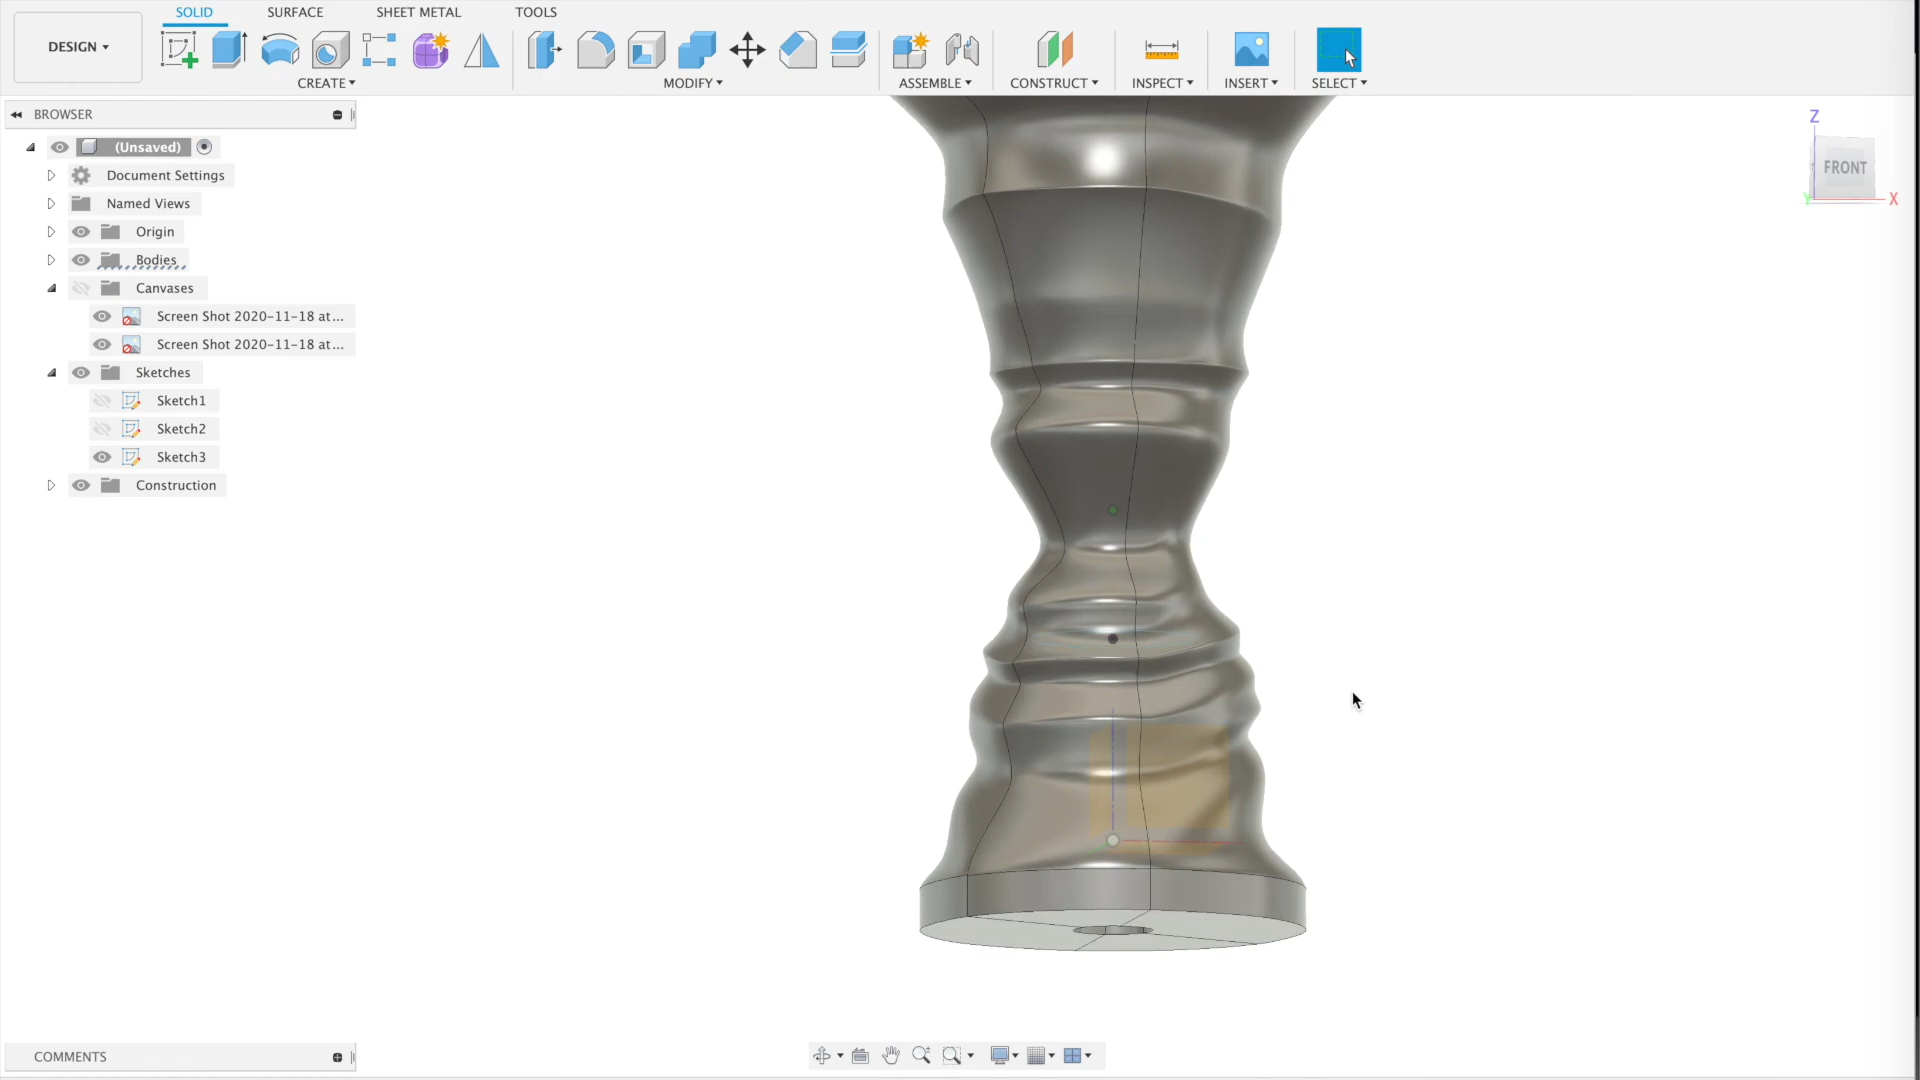 SOLID SURFACE SHEET METAL TOOLS
DESIGN
CREATE MODIFY ASSEMBLE CONSTRUCT INSPECT INSERT SELECT
BROWSER
(Unsaved)
Document Settings
Named Views
Origin
Bodies
Canvases
Screen Shot 2020-11-18 at...
Screen Shot 2020-11-18 at...
Sketches
Sketch1
Sketch2
Sketch3
Construction
Z
FRONT
Y
X
COMMENTS